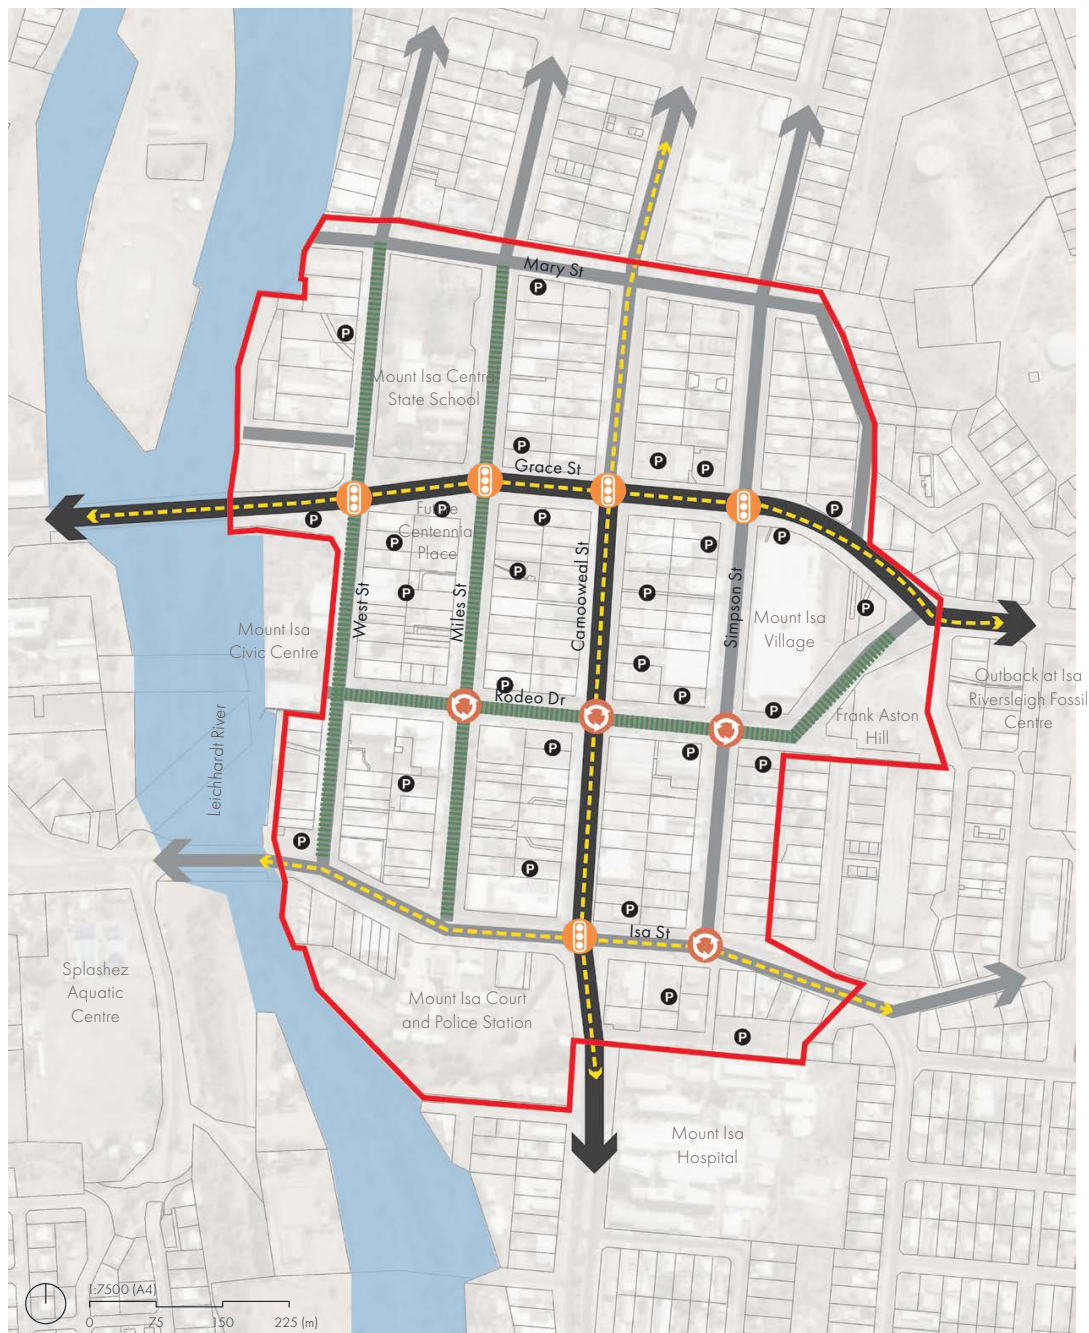 Mary St
P
P
Mount Isa Central
State School
P
Grace St
P
P
P
P
P
P
P
Future
Centennial
Place
P
P
P
P
P
P
P
West St
Miles St
Camooweal St
Simpson St
Mount Isa
Village
Mount Isa
Civic Centre
Outback at Isa
Riversleigh Fossil
Centre
P
P
P
Rodeo Dr
P
Frank Aston
Hill
Leichhardt River
P
P
P
P
P
P
P
Isa St
Splashez
Aquatic
Centre
Mount Isa Court
and Police Station
P
P
Mount Isa
Hospital
1:7500 (A4)
0 75 150 225 (m)